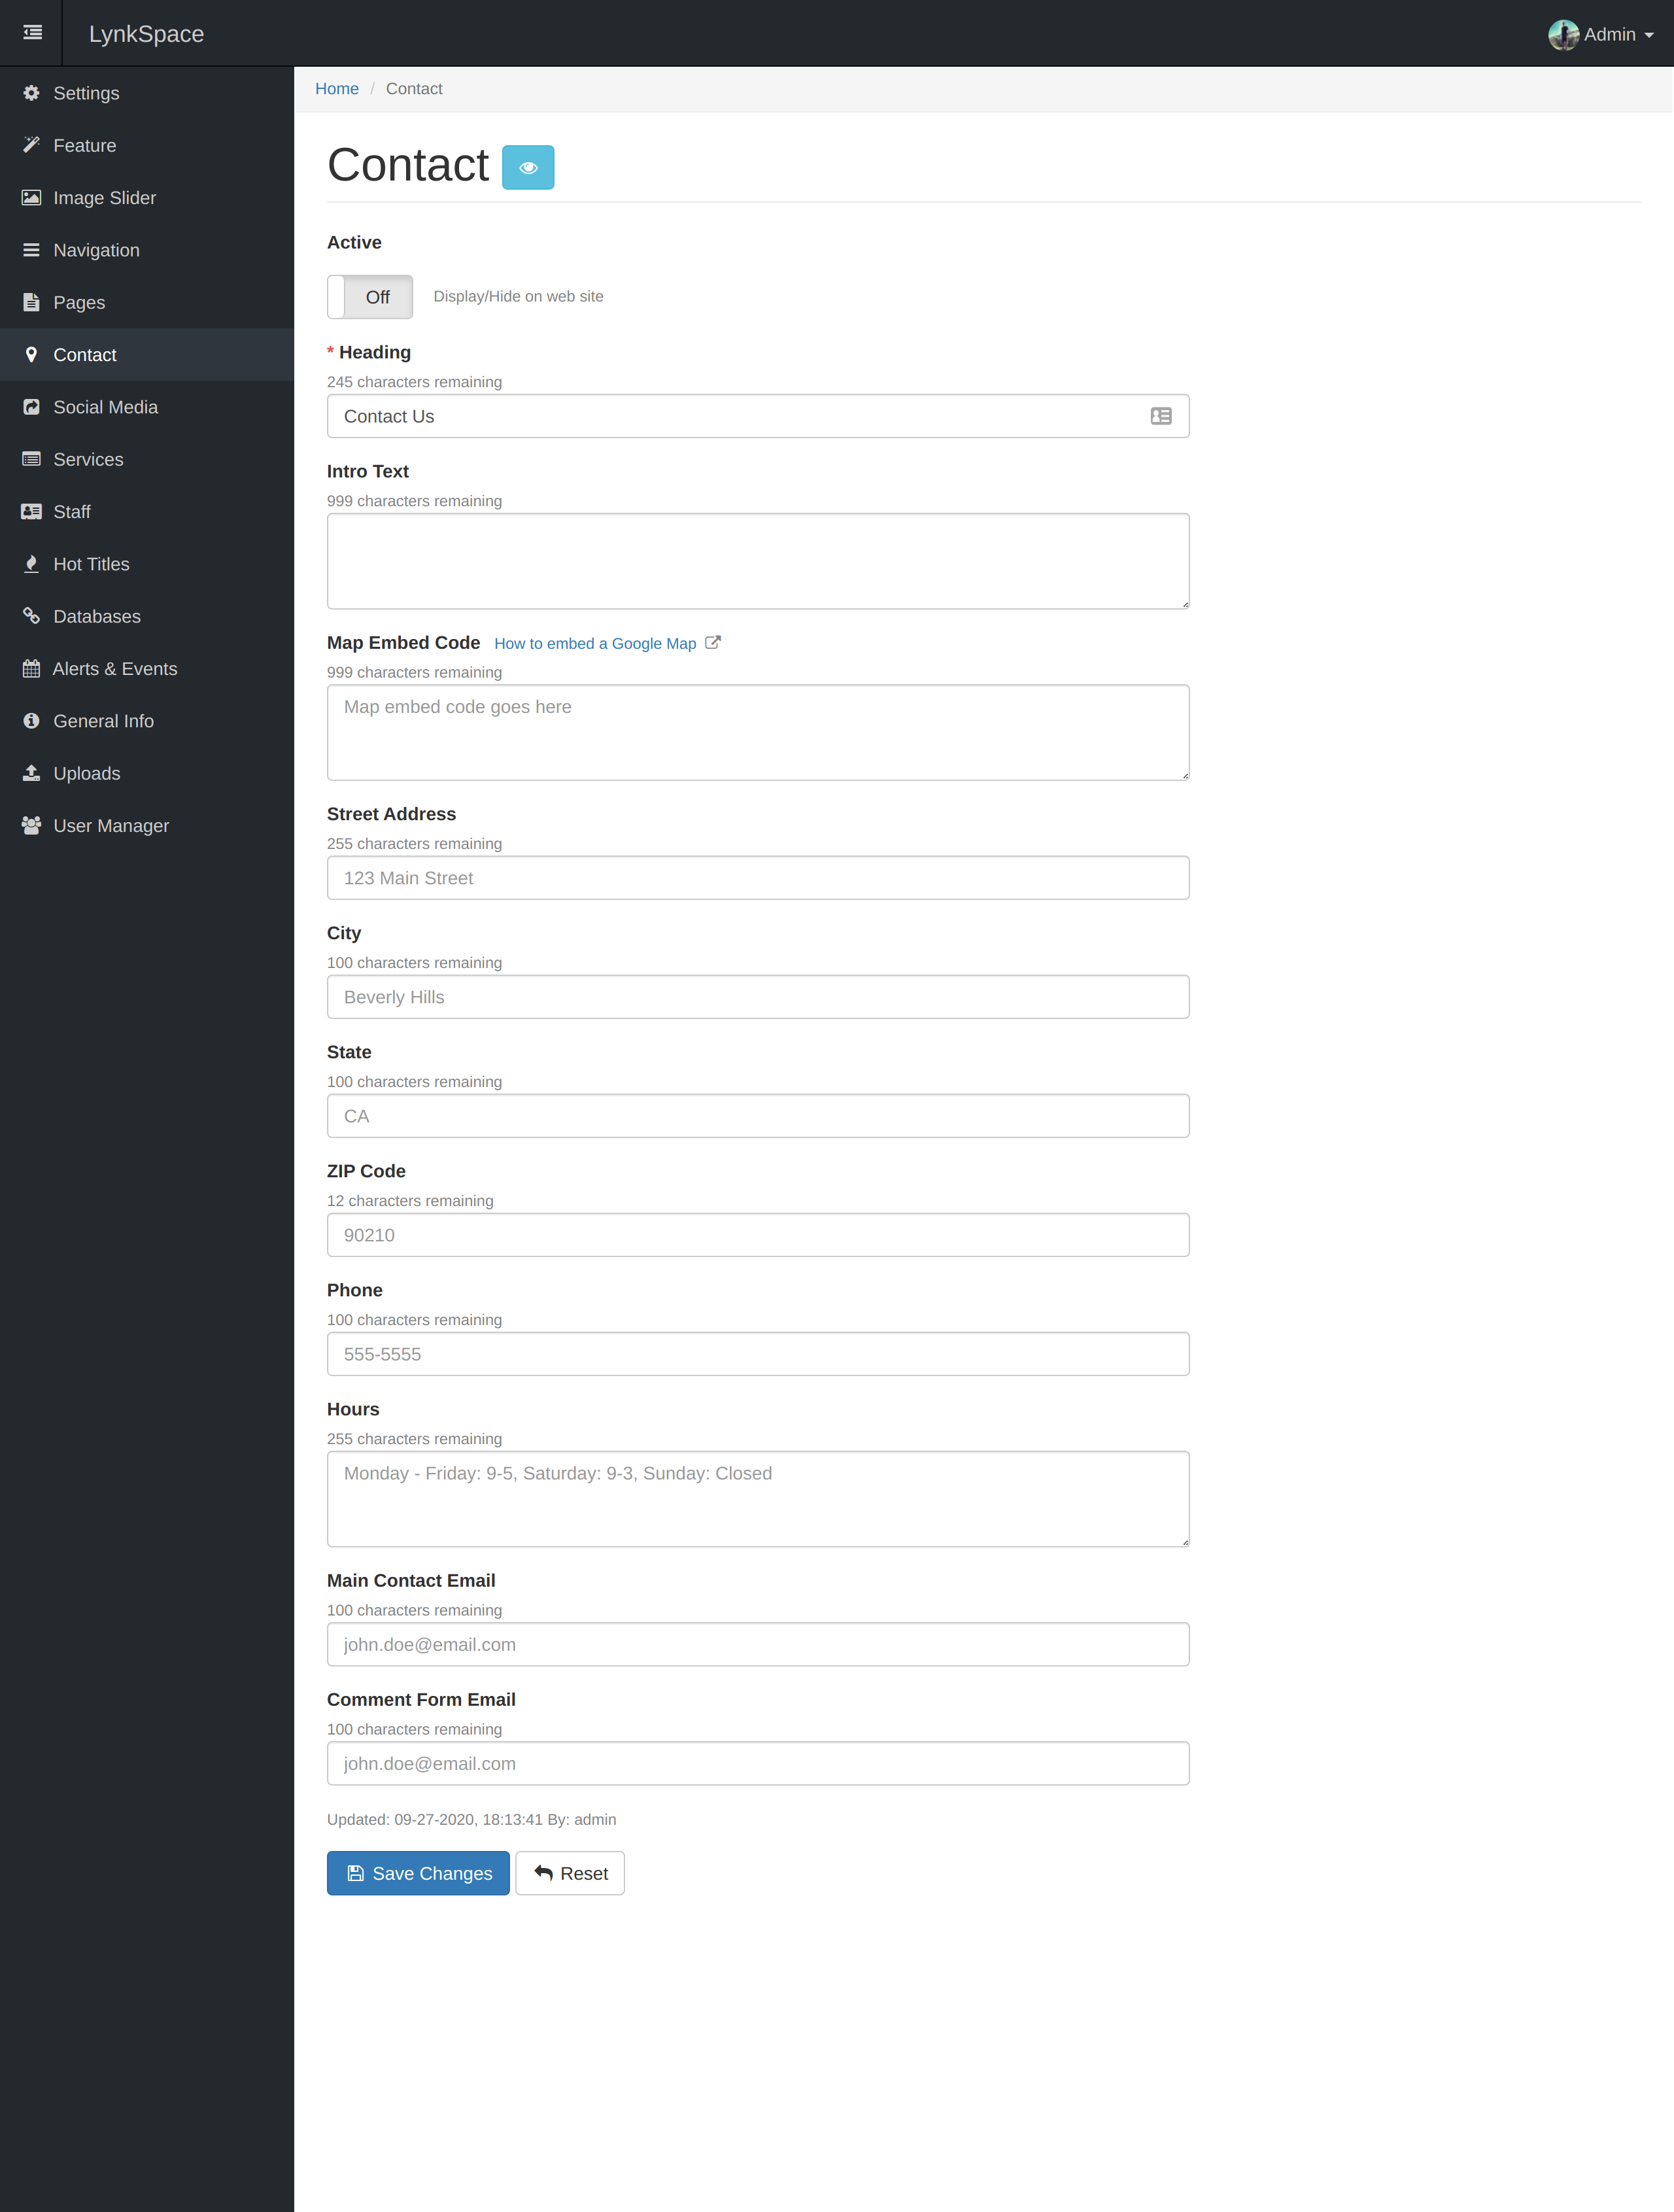 LynkSpace
Admin
Settings
Feature
Image Slider
Navigation
Pages
Contact
Social Media
Services
Staff
Hot Titles
Databases
Alerts & Events
General Info
Uploads
User Manager
Home / Contact
Contact
Active
Off Display/Hide on web site
* Heading
245 characters remaining
Contact Us
Intro Text
999 characters remaining
Map Embed Code How to embed a Google Map
999 characters remaining
Map embed code goes here
Street Address
255 characters remaining
123 Main Street
City
100 characters remaining
Beverly Hills
State
100 characters remaining
CA
ZIP Code
12 characters remaining
90210
Phone
100 characters remaining
555-5555
Hours
255 characters remaining
Monday - Friday: 9-5, Saturday: 9-3, Sunday: Closed
Main Contact Email
100 characters remaining
john.doe@email.com
Comment Form Email
100 characters remaining
john.doe@email.com
Updated: 09-27-2020, 18:13:41 By: admin
Save Changes Reset